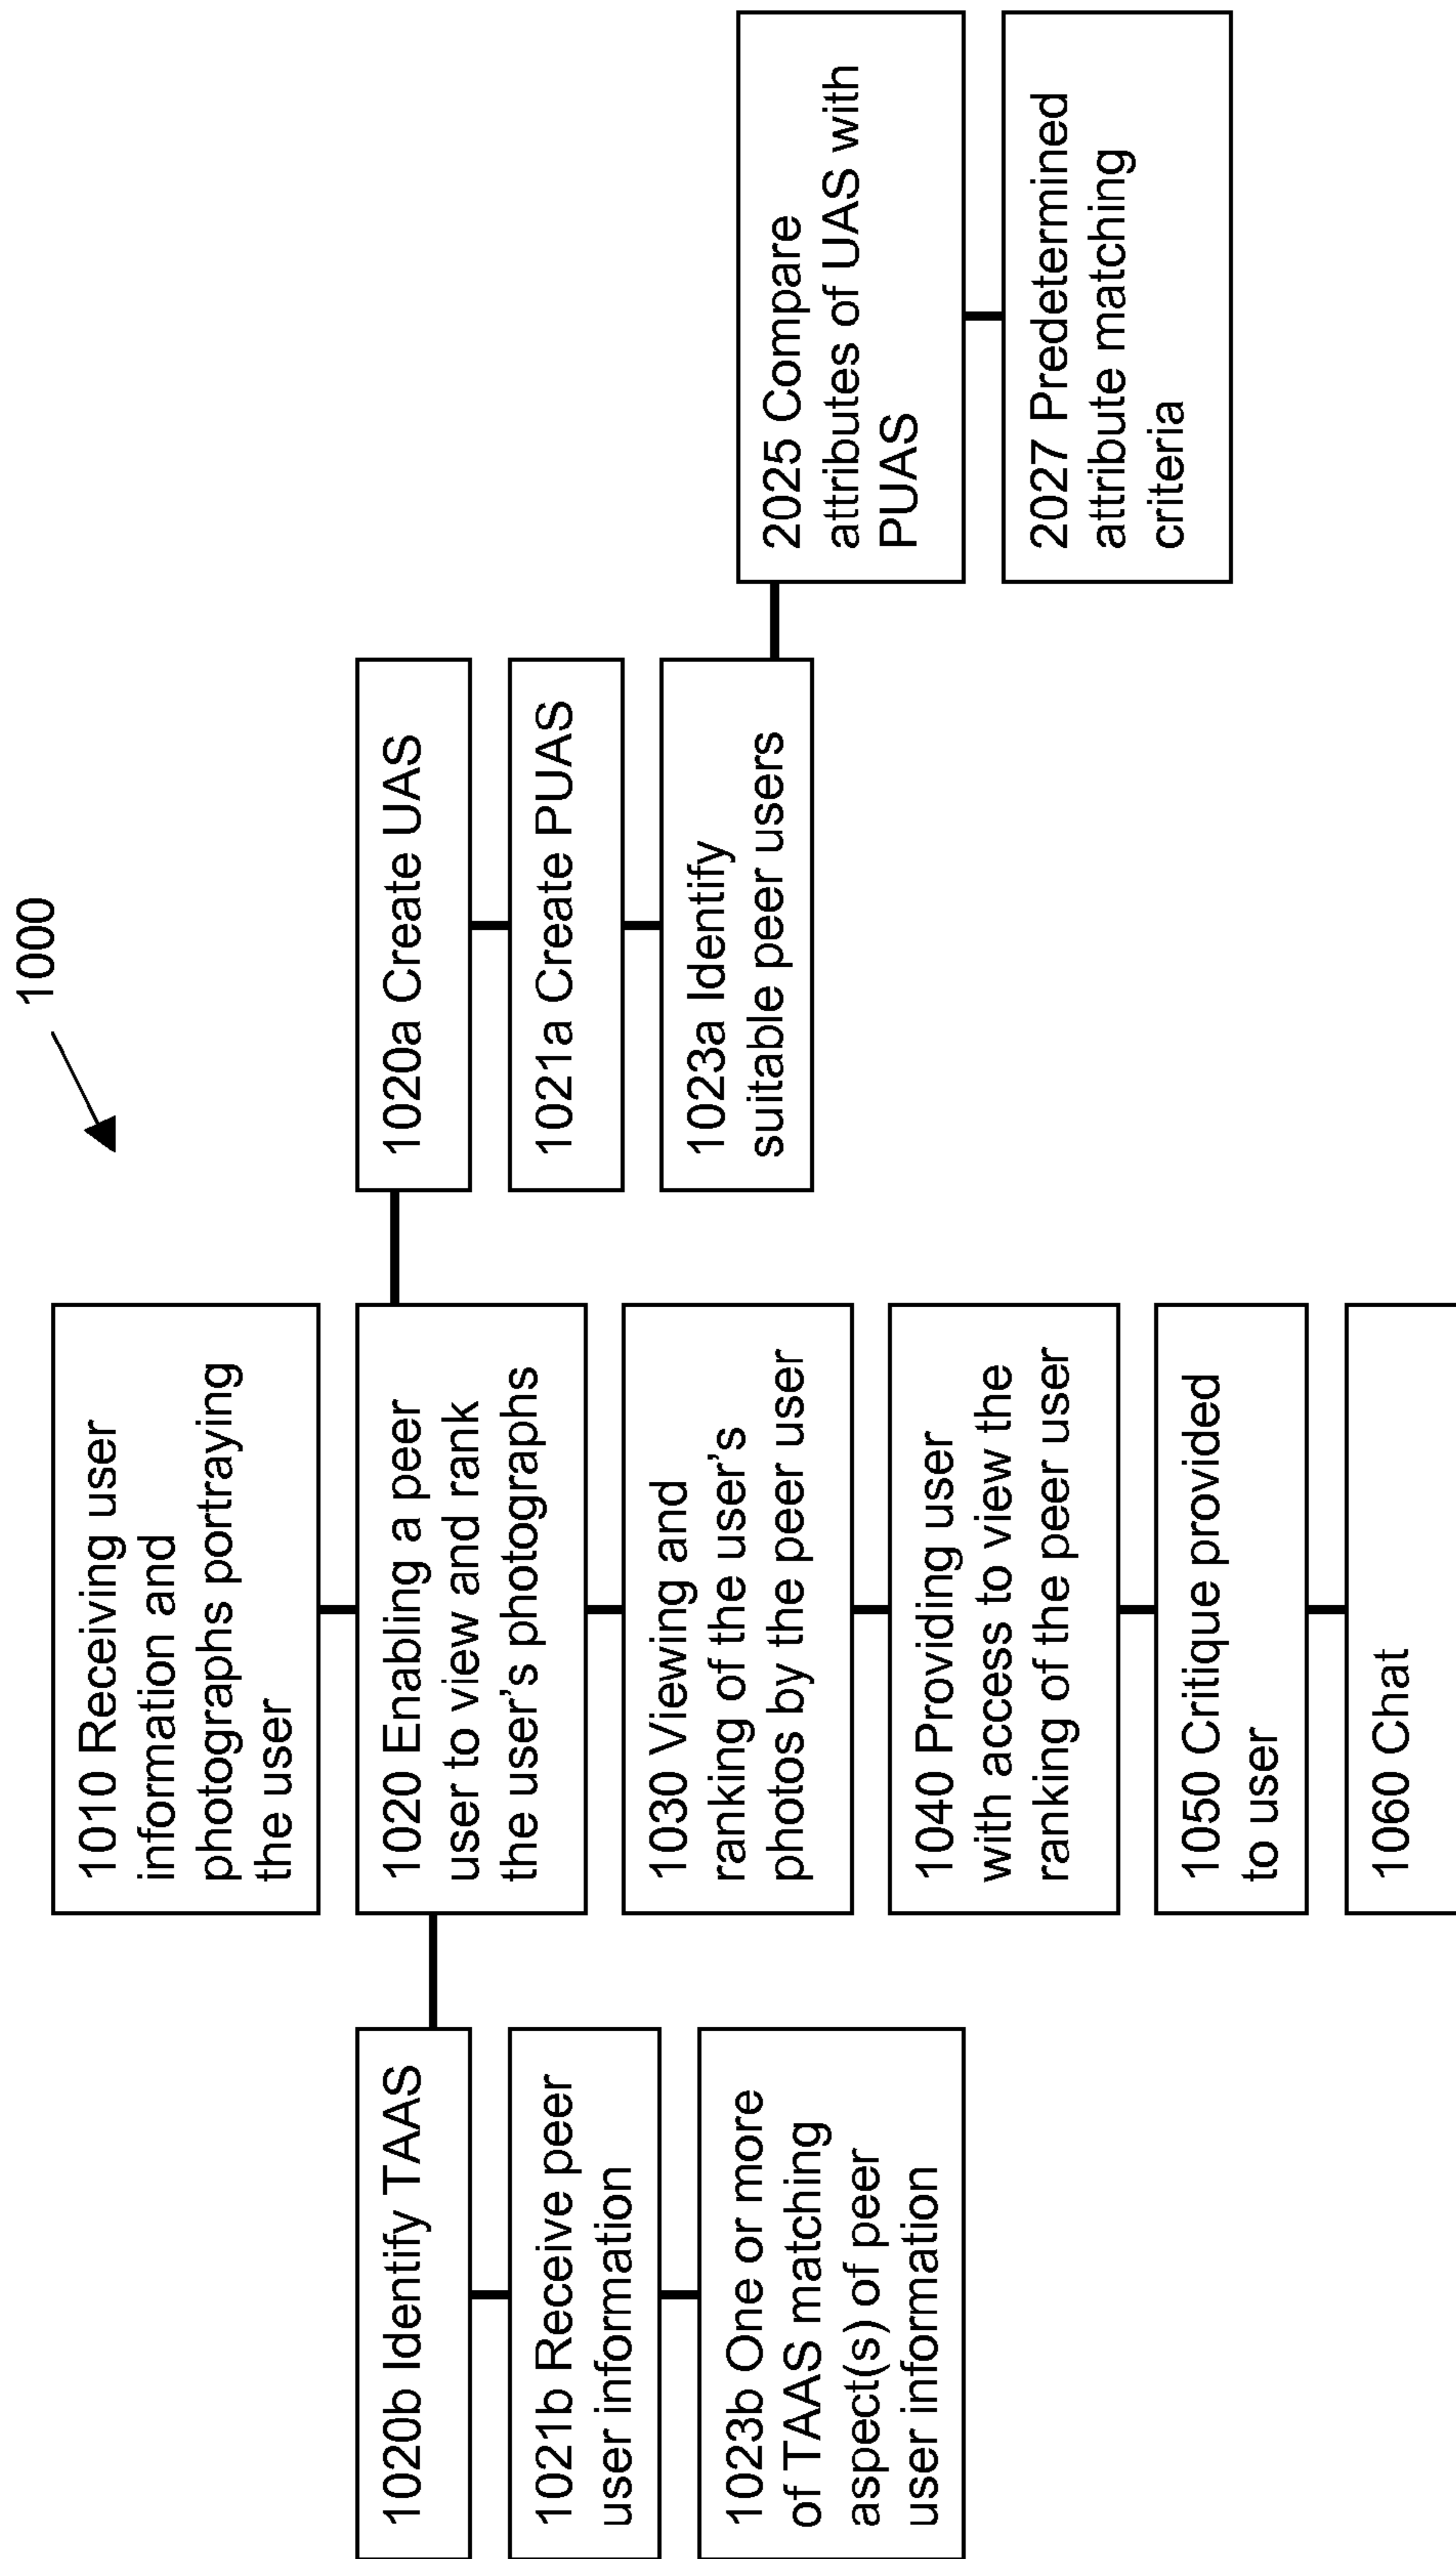 1000
1010 Receiving user
information and
photographs portraying
the user
1020 Enabling a peer
user to view and rank
the user's photographs
1030 Viewing and
ranking of the user's
photos by the peer user
1040 Providing user
with access to view the
ranking of the peer user
1050 Critique provided
to user
1060 Chat
1020b Identify TAAS
1021b Receive peer
user information
1023b One or more
of TAAS matching
aspect(s) of peer
user information
1020a Create UAS
1021a Create PUAS
1023a Identify
suitable peer users
2025 Compare
attributes of UAS with
PUAS
2027 Predetermined
attribute matching
criteria